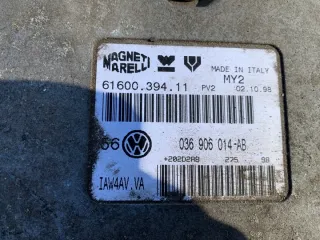 MAGNETI
MARELLI
MADE IN ITALY
MY2
61600.394.11 PV2 02.10.98
66 036 906 014-AB
+202D2A8 275 98
IAW4AV.VA